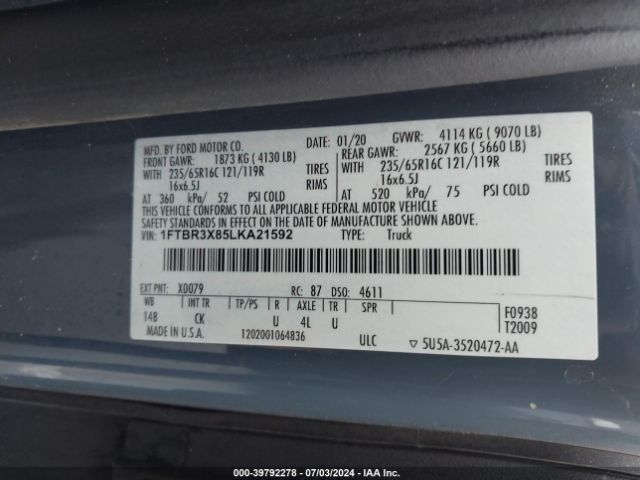 MFD. BY FORD MOTOR CO. DATE: 01/20 GVWR: 4114 KG ( 9070 LB)
FRONT GAWR: 1873 KG ( 4130 LB) REAR GAWR: 2567 KG ( 5660 LB)
WITH 235/65R16C 121/119R TIRES WITH 235/65R16C 121/119R TIRES
16x6.5J RIMS 16x6.5J RIMS
AT 360 kPa/ 52 PSI COLD AT 520 kPa/ 75 PSI COLD
THIS VEHICLE CONFORMS TO ALL APPLICABLE FEDERAL MOTOR VEHICLE
SAFETY STANDARDS IN EFFECT ON THE DATE OF MANUFACTURE SHOWN ABOVE.
VIN: 1FTBR3X85LKA21592 TYPE: Truck
EXT PNT: X0079 RC: 87 DSO: 4611
WB INT TR TP/PS R AXLE TR SPR F0938
14B CK U 4L U T2009
MADE IN U.S.A. 1202001064836 ULC ▽ 5U5A-3520472-AA
000-39792278 - 07/03/2024 - IAA Inc.